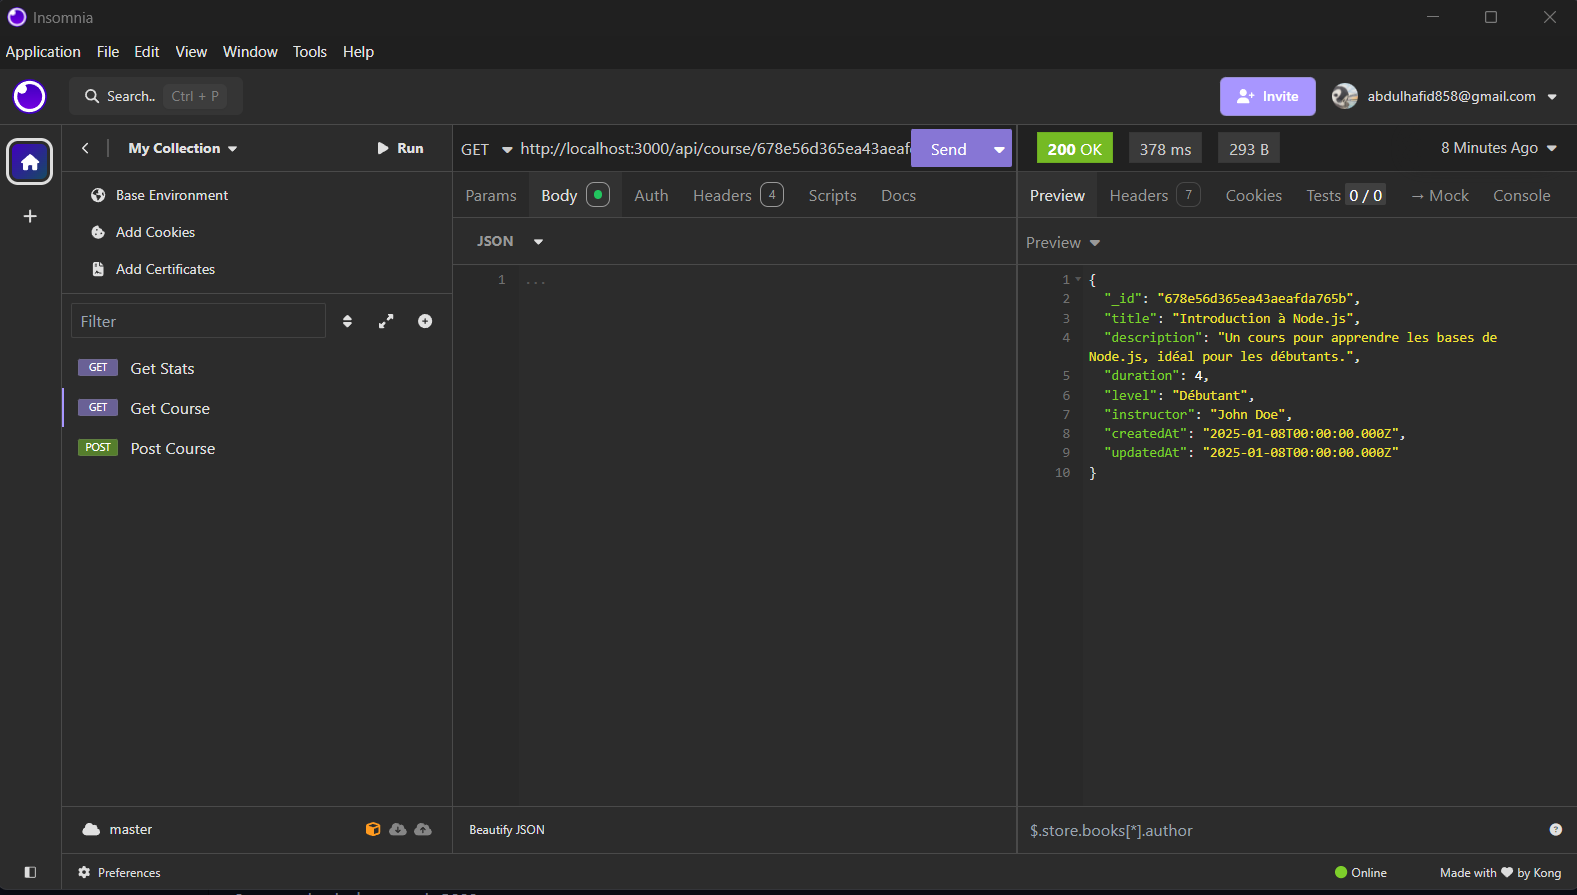 Insomnia
Application File Edit View Window Tools Help
Search.. Ctrl + P
Invite
abdulhafid858@gmail.com
My Collection
Run
Base Environment
Add Cookies
Add Certificates
Filter
GET Get Stats
GET Get Course
POST Post Course
master
Preferences
GET http://localhost:3000/api/course/678e56d365ea43aeaf
Send
Params Body Auth Headers 4 Scripts Docs
JSON
1 ...
Beautify JSON
200 OK 378 ms 293 B 8 Minutes Ago
Preview Headers 7 Cookies Tests 0 / 0 → Mock Console
Preview
1 {
2 "_id": "678e56d365ea43aeafda765b",
3 "title": "Introduction à Node.js",
4 "description": "Un cours pour apprendre les bases de
Node.js, idéal pour les débutants.",
5 "duration": 4,
6 "level": "Débutant",
7 "instructor": "John Doe",
8 "createdAt": "2025-01-08T00:00:00.000Z",
9 "updatedAt": "2025-01-08T00:00:00.000Z"
10 }
$.store.books[*].author
Online
Made with ❤ by Kong